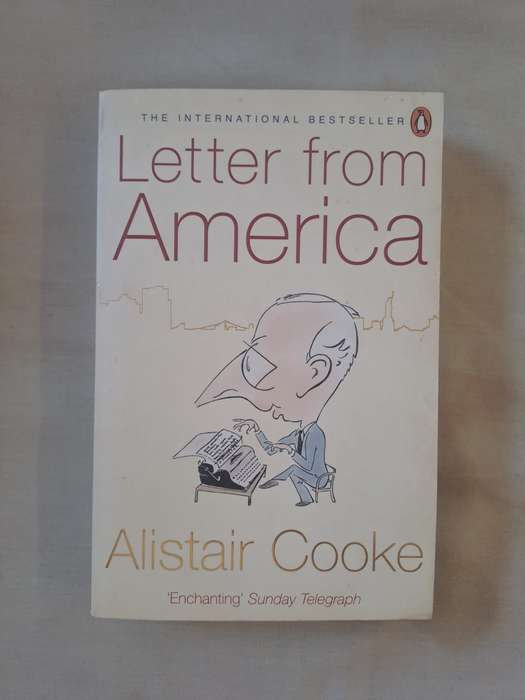 THE INTERNATIONAL BESTSELLER
Letter from
America
Alistair Cooke
'Enchanting' Sunday Telegraph